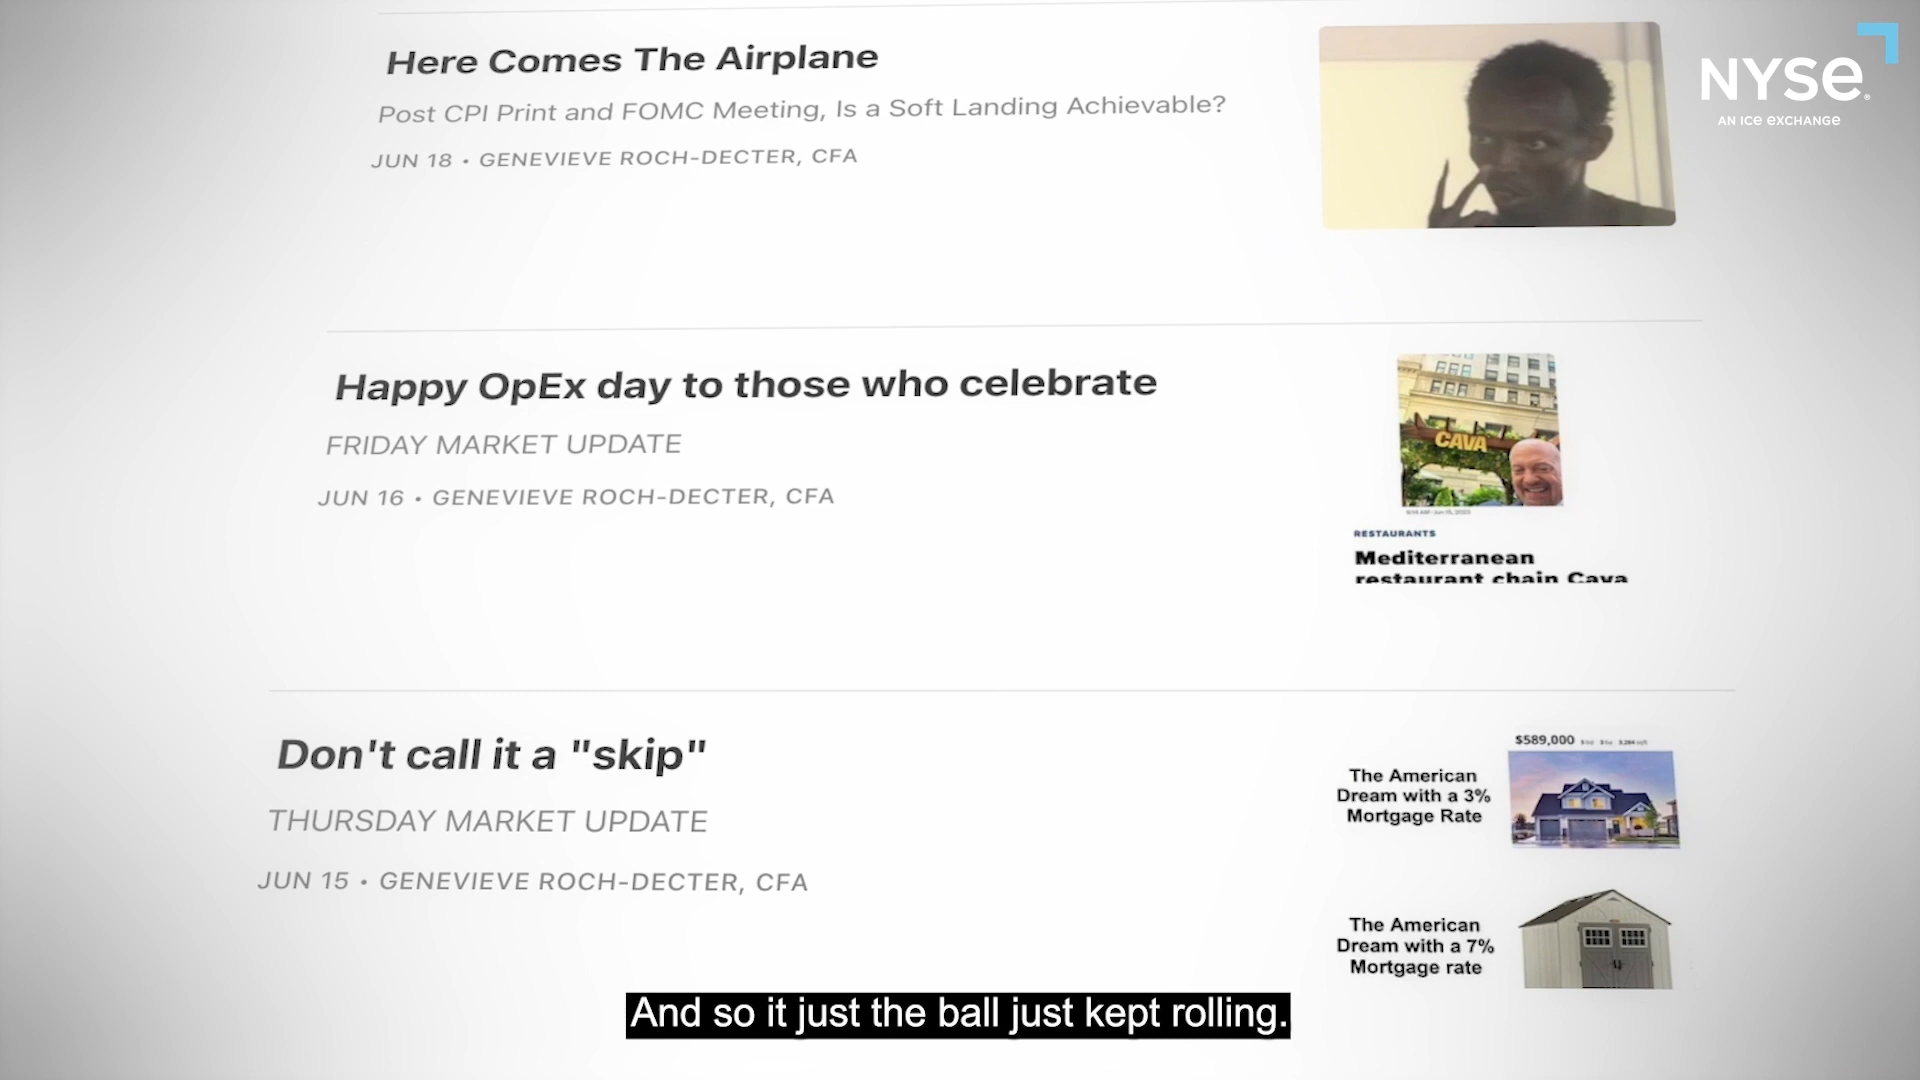 NYSE
AN ICE EXCHANGE
Here Comes The Airplane
Post CPI Print and FOMC Meeting, Is a Soft Landing Achievable?
JUN 18 • GENEVIEVE ROCH-DECTER, CFA
Happy OpEx day to those who celebrate
FRIDAY MARKET UPDATE
JUN 16 • GENEVIEVE ROCH-DECTER, CFA
CAVA
RESTAURANTS
Mediterranean
restaurant chain Cava
Don't call it a "skip"
THURSDAY MARKET UPDATE
JUN 15 • GENEVIEVE ROCH-DECTER, CFA
$589,000
The American
Dream with a 3%
Mortgage Rate
The American
Dream with a 7%
Mortgage rate
And so it just the ball just kept rolling.